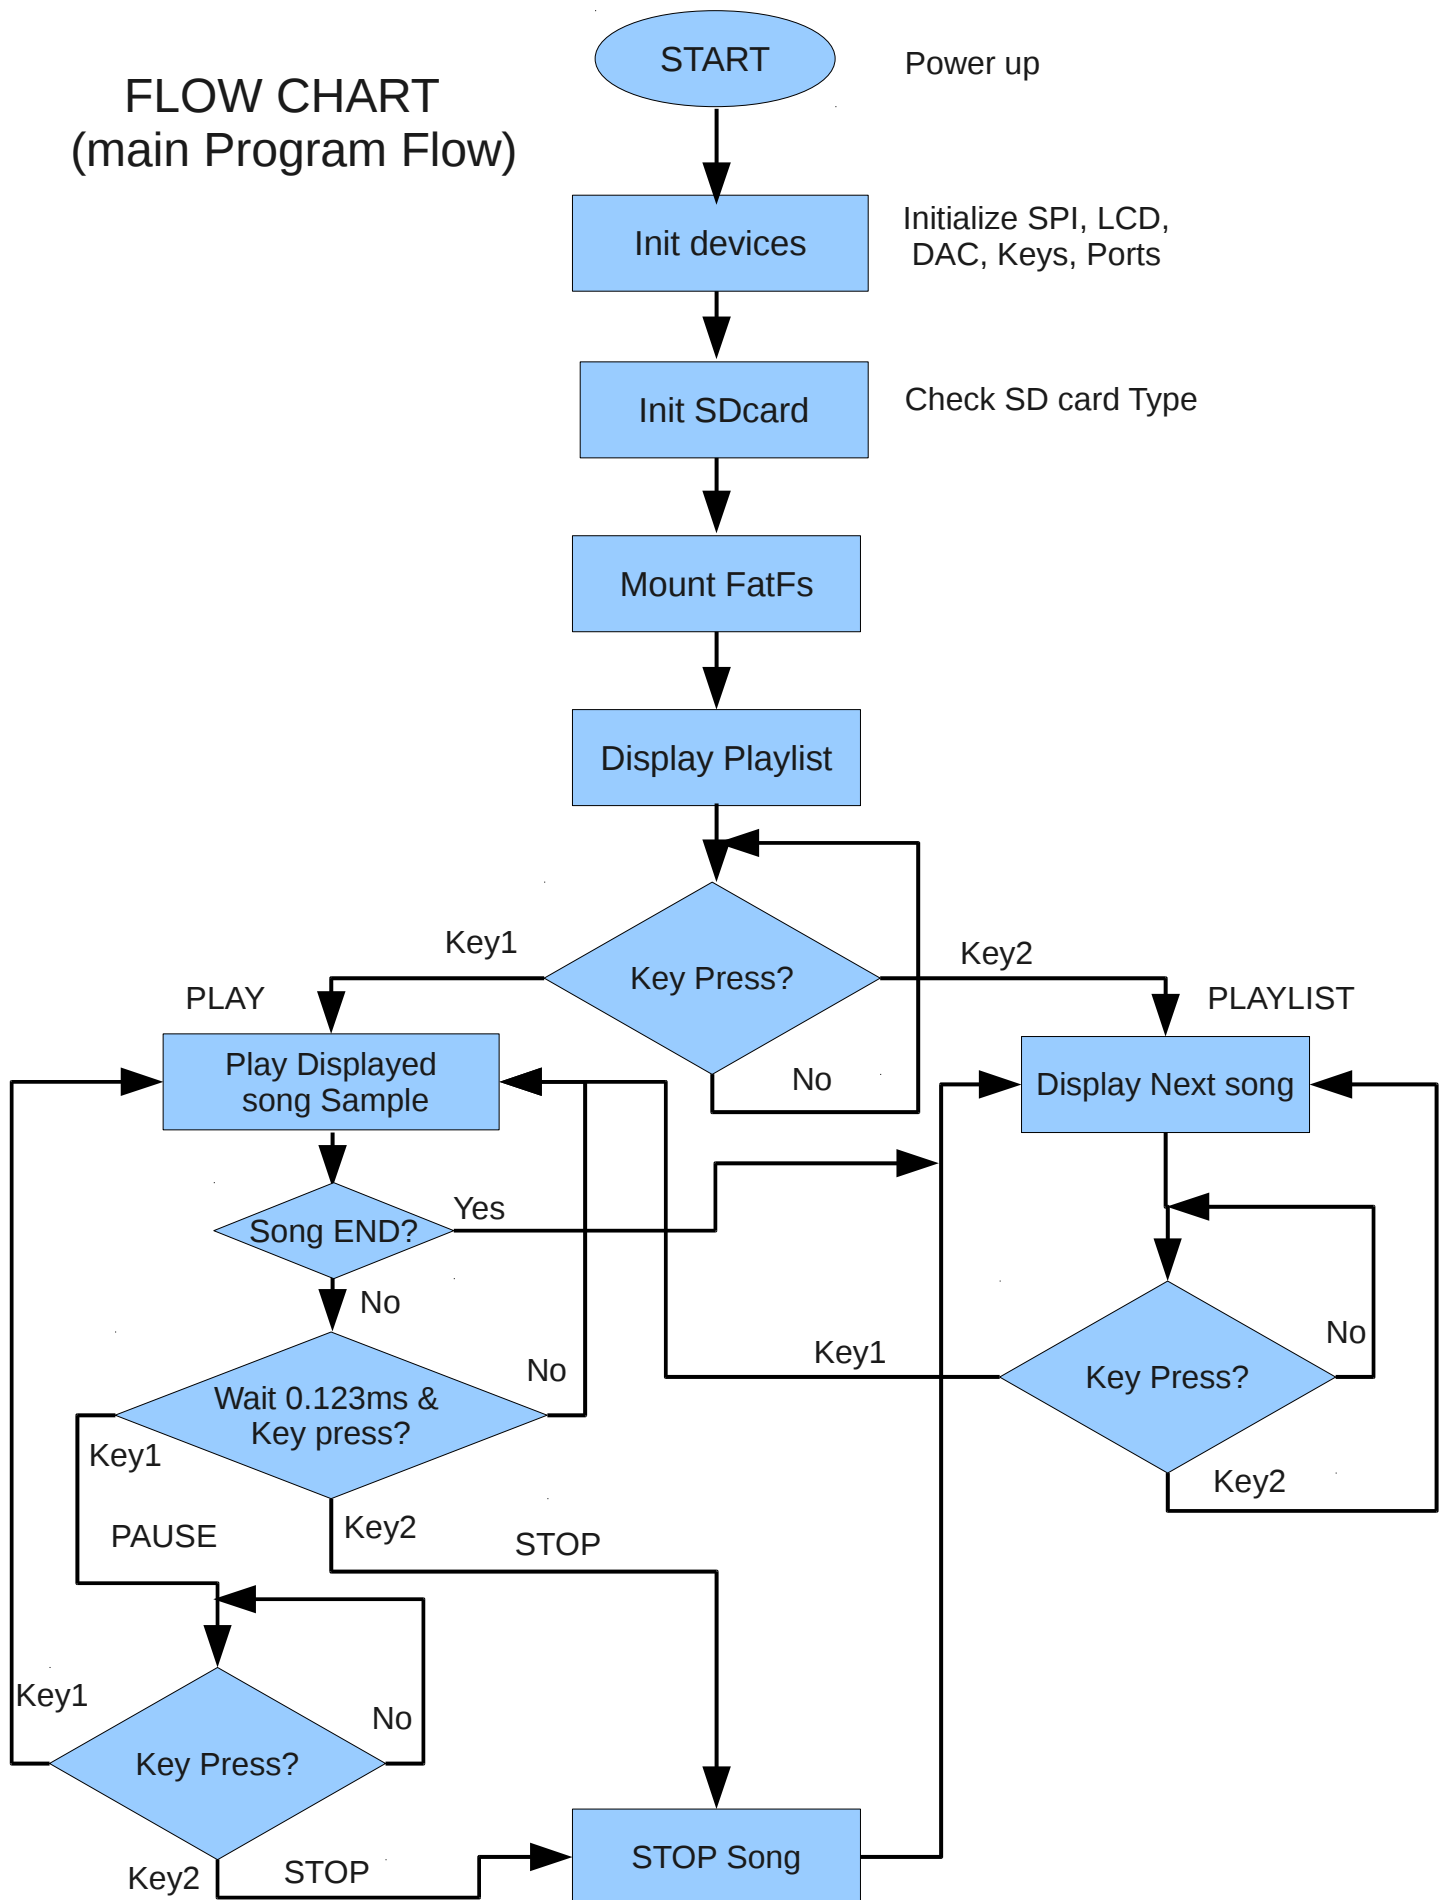 START
Power up
FLOW CHART
(main Program Flow)
Init devices
Initialize SPI, LCD,
DAC, Keys, Ports
Init SDcard
Check SD card Type
Mount FatFs
Display Playlist
Key1
Key Press?
Key2
PLAY
PLAYLIST
No
Play Displayed
song Sample
Display Next song
Song END?
Yes
No
Wait 0.123ms &
Key press?
No
Key1
Key Press?
No
Key1
Key2
Key2
PAUSE
STOP
Key1
Key Press?
No
Key2
STOP
STOP Song